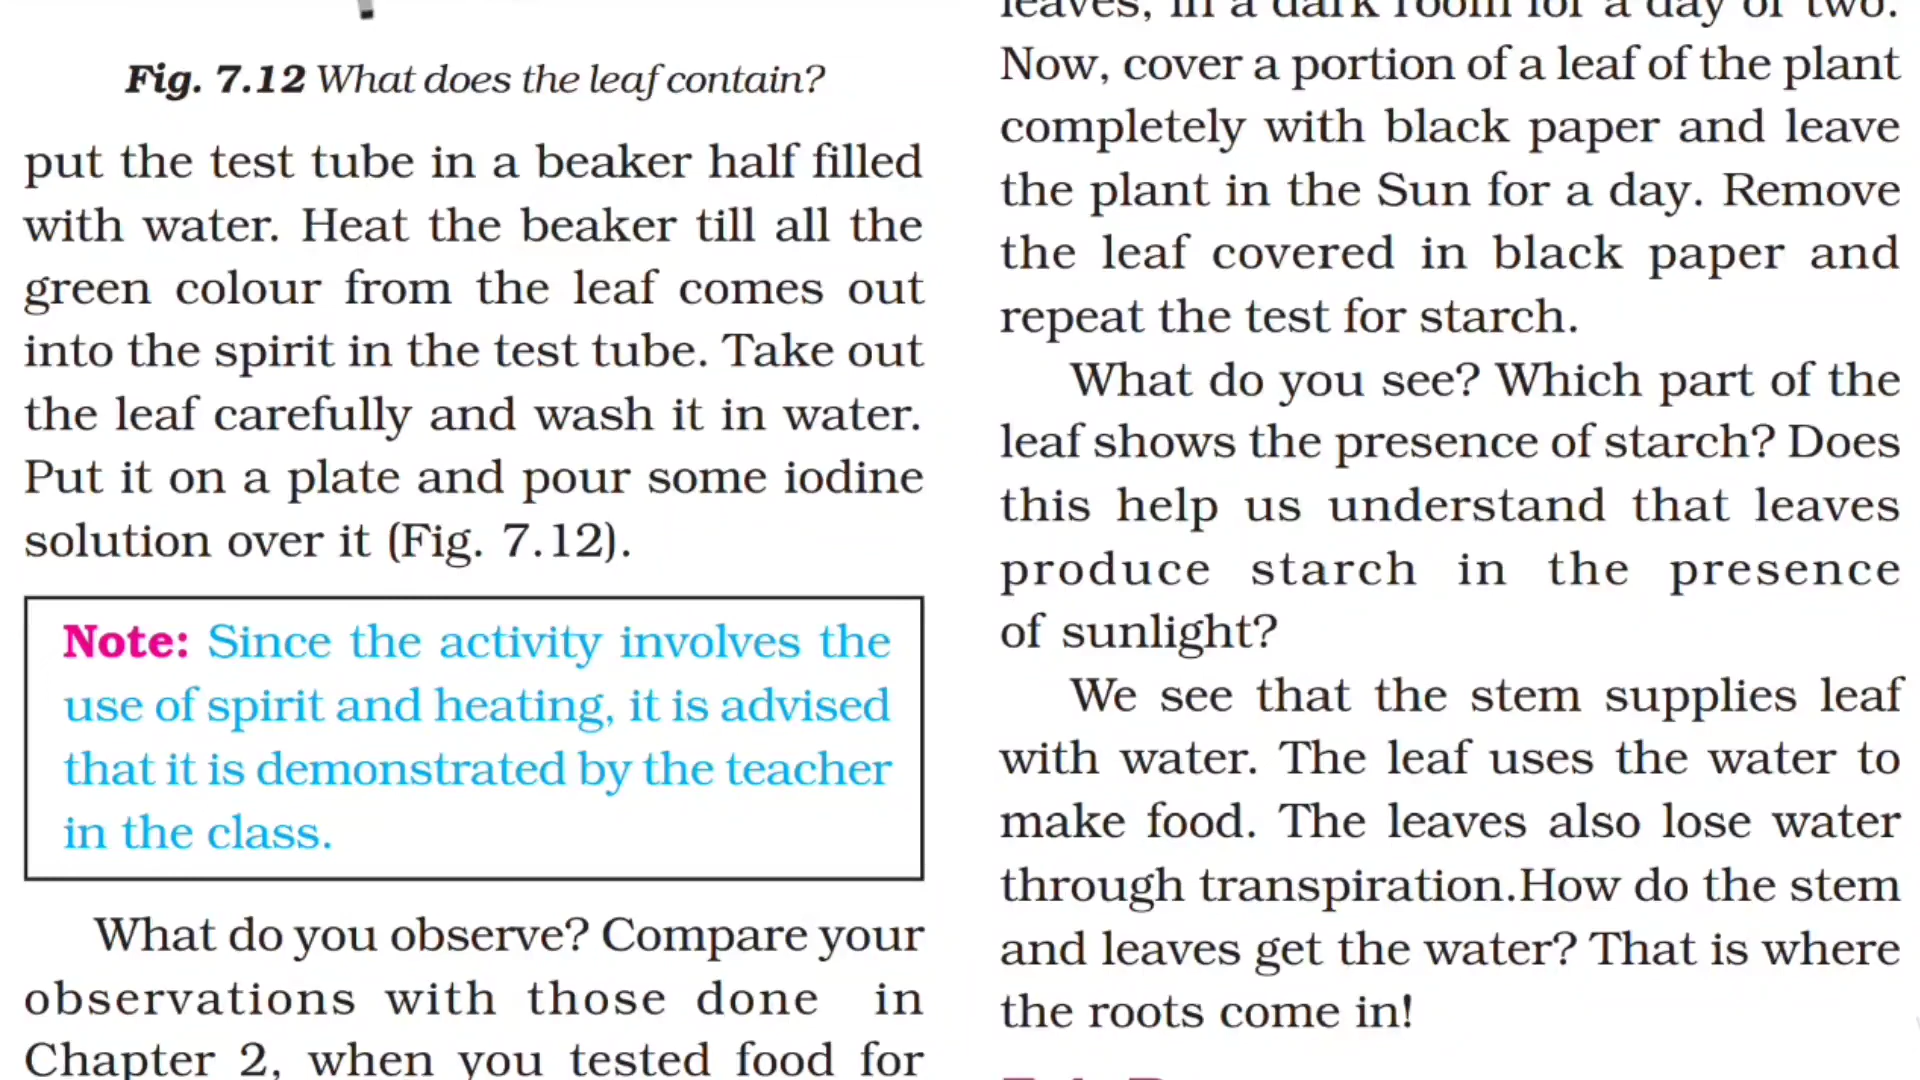 Fig. 7.12 What does the leaf contain?
put the test tube in a beaker half filled
with water. Heat the beaker till all the
green colour from the leaf comes out
into the spirit in the test tube. Take out
the leaf carefully and wash it in water.
Put it on a plate and pour some iodine
solution over it (Fig. 7.12).
Note: Since the activity involves the
use of spirit and heating, it is advised
that it is demonstrated by the teacher
in the class.
What do you observe? Compare your
observations with those done in
Chapter 2, when you tested food for
leaves, in a dark room for a day or two.
Now, cover a portion of a leaf of the plant
completely with black paper and leave
the plant in the Sun for a day. Remove
the leaf covered in black paper and
repeat the test for starch.
What do you see? Which part of the
leaf shows the presence of starch? Does
this help us understand that leaves
produce starch in the presence
of sunlight?
We see that the stem supplies leaf
with water. The leaf uses the water to
make food. The leaves also lose water
through transpiration.How do the stem
and leaves get the water? That is where
the roots come in!